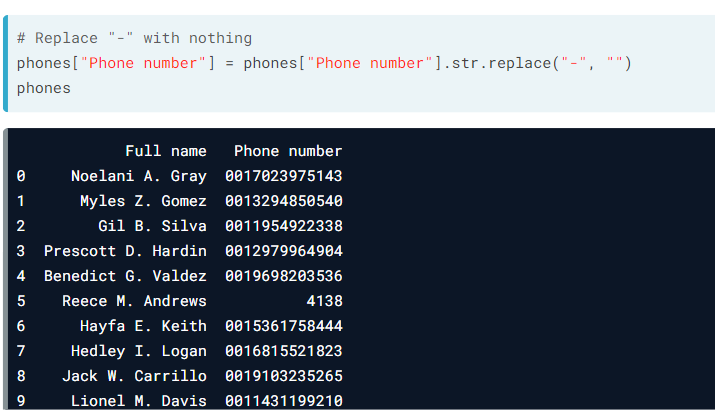 # Replace "-" with nothing
phones["Phone number"] = phones["Phone number"].str.replace("-", "")
phones
Full name Phone number
0 Noelani A. Gray 0017023975143
1 Myles Z. Gomez 0013294850540
2 Gil B. Silva 0011954922338
3 Prescott D. Hardin 0012979964904
4 Benedict G. Valdez 0019698203536
5 Reece M. Andrews 4138
6 Hayfa E. Keith 0015361758444
7 Hedley I. Logan 0016815521823
8 Jack W. Carrillo 0019103235265
9 Lionel M. Davis 0011431199210